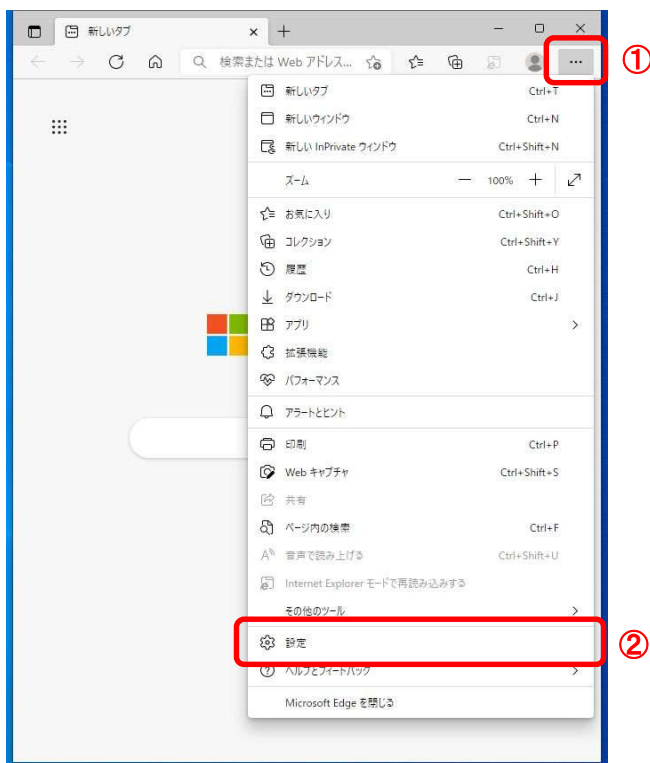 新しいタブ
検索または Web アドレス...
①
新しいタブ Ctrl+T
新しいウィンドウ Ctrl+N
新しい InPrivate ウィンドウ Ctrl+Shift+N
ズーム 100%
お気に入り Ctrl+Shift+O
コレクション Ctrl+Shift+Y
履歴 Ctrl+H
ダウンロード Ctrl+J
アプリ
拡張機能
パフォーマンス
アラートとヒント
印刷 Ctrl+P
Web キャプチャ Ctrl+Shift+S
共有
ページ内の検索 Ctrl+F
音声で読み上げる Ctrl+Shift+U
Internet Explorer モードで再読み込みする
その他のツール
設定
②
ヘルプとフィードバック
Microsoft Edge を閉じる